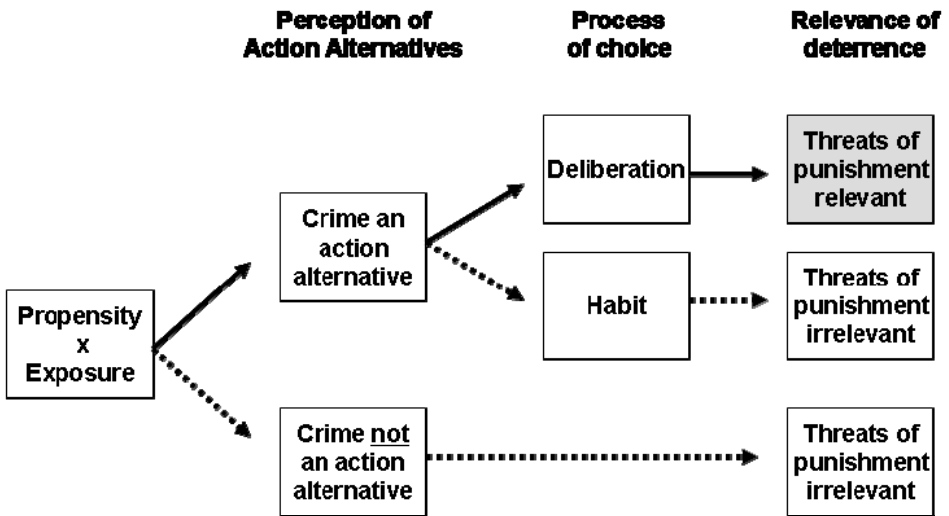 Perception of
Action Alternatives
Process
of choice
Relevance of
deterrence
Deliberation
Threats of
punishment
relevant
Crime an
action
alternative
Habit
Threats of
punishment
irrelevant
Propensity
x
Exposure
Crime not
an action
alternative
Threats of
punishment
irrelevant